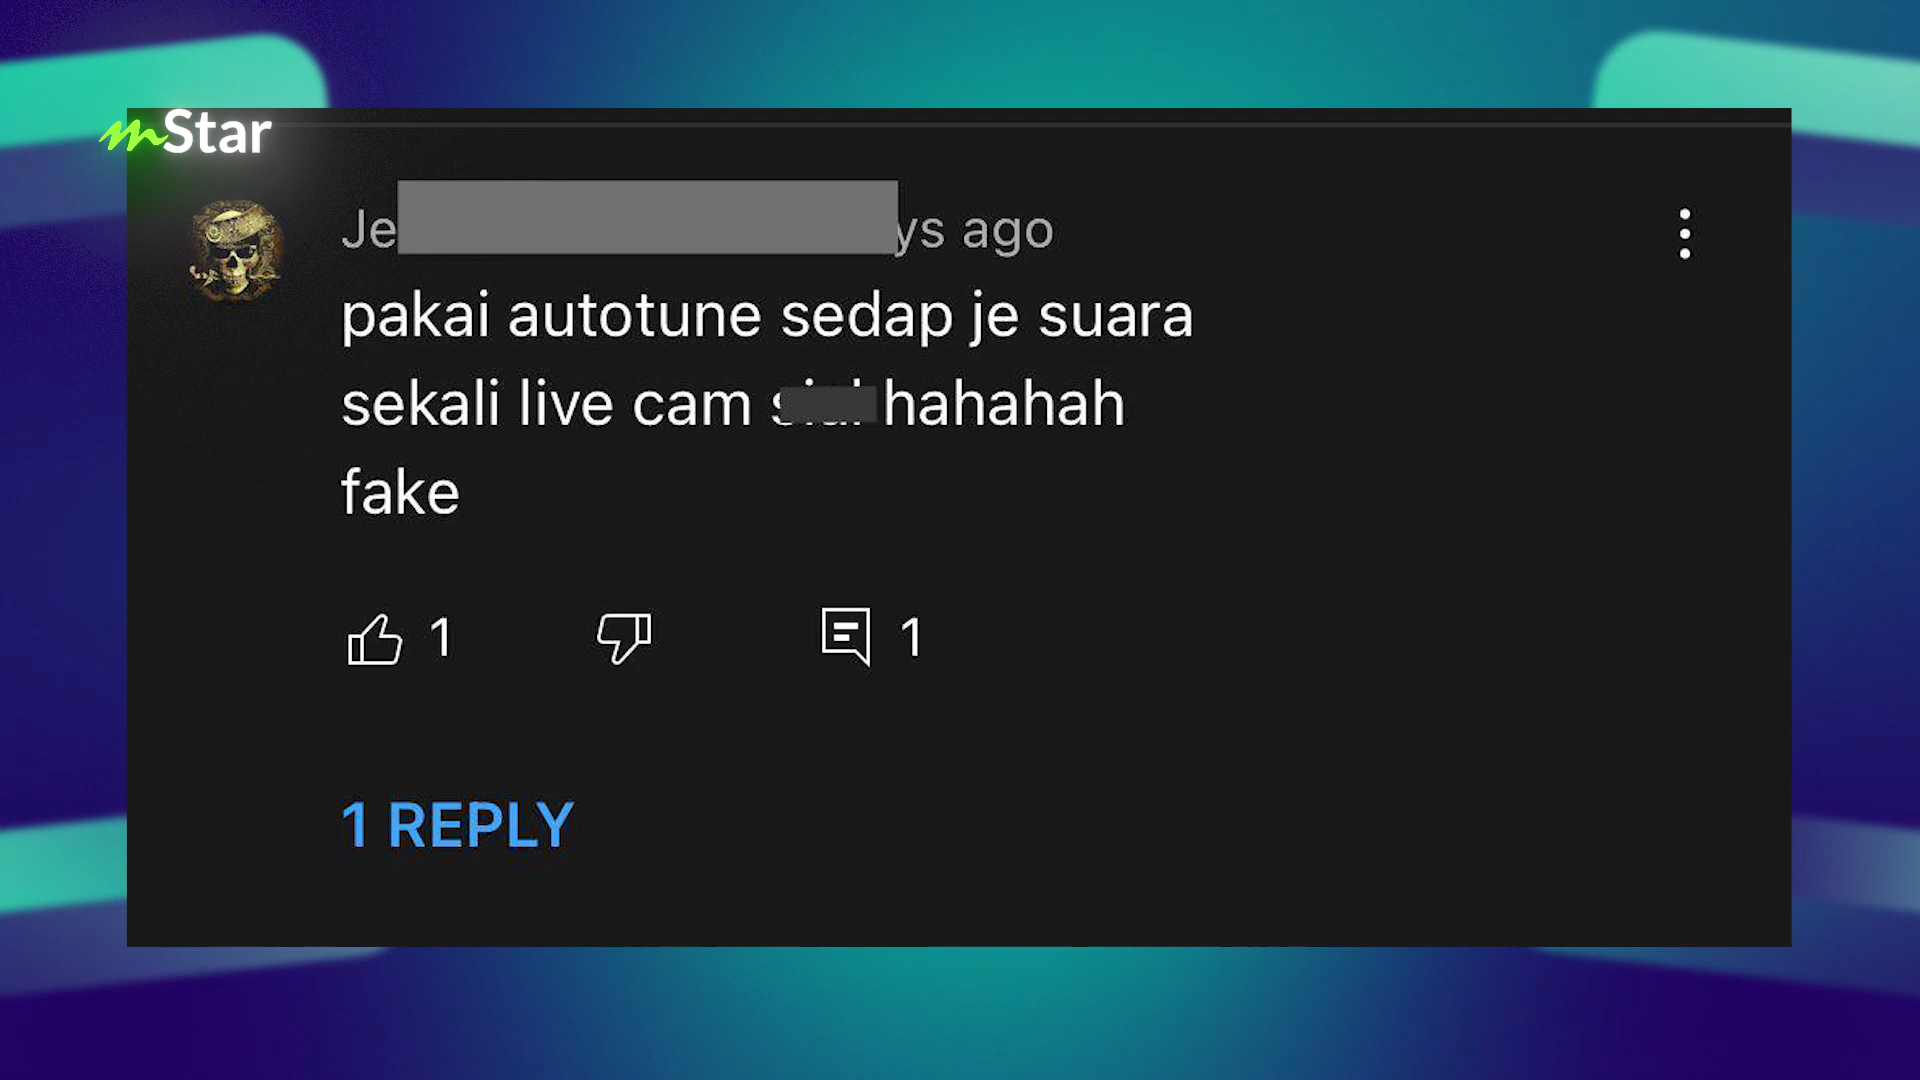 mStar
Je ys ago
pakai autotune sedap je suara
sekali live cam hahahah
fake
1 1
1 REPLY